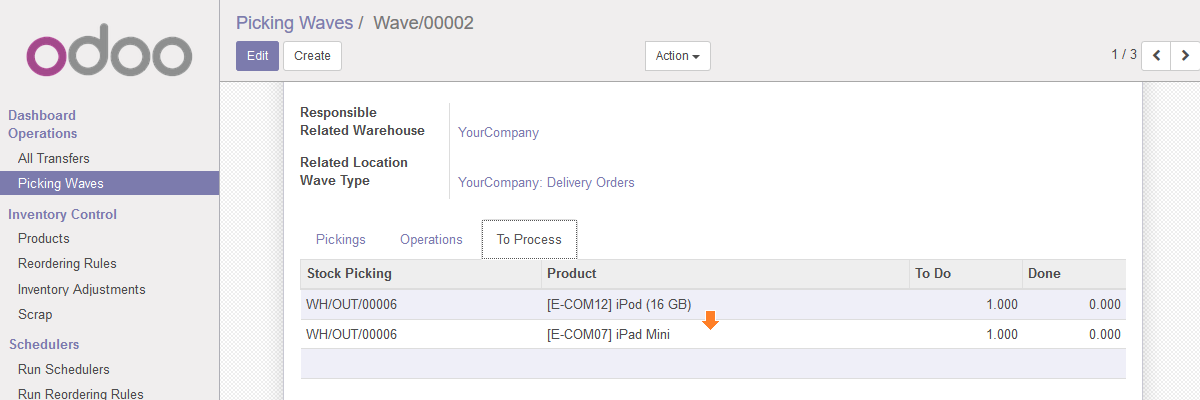 odoo
Dashboard
Operations
All Transfers
Picking Waves
Inventory Control
Products
Reordering Rules
Inventory Adjustments
Scrap
Schedulers
Run Schedulers
Run Reordering Rules
Picking Waves / Wave/00002
Edit Create Action 1 / 3
Responsible
Related Warehouse YourCompany
Related Location
Wave Type YourCompany: Delivery Orders
Pickings Operations To Process
Stock Picking Product To Do Done
WH/OUT/00006 [E-COM12] iPod (16 GB) 1.000 0.000
WH/OUT/00006 [E-COM07] iPad Mini 1.000 0.000